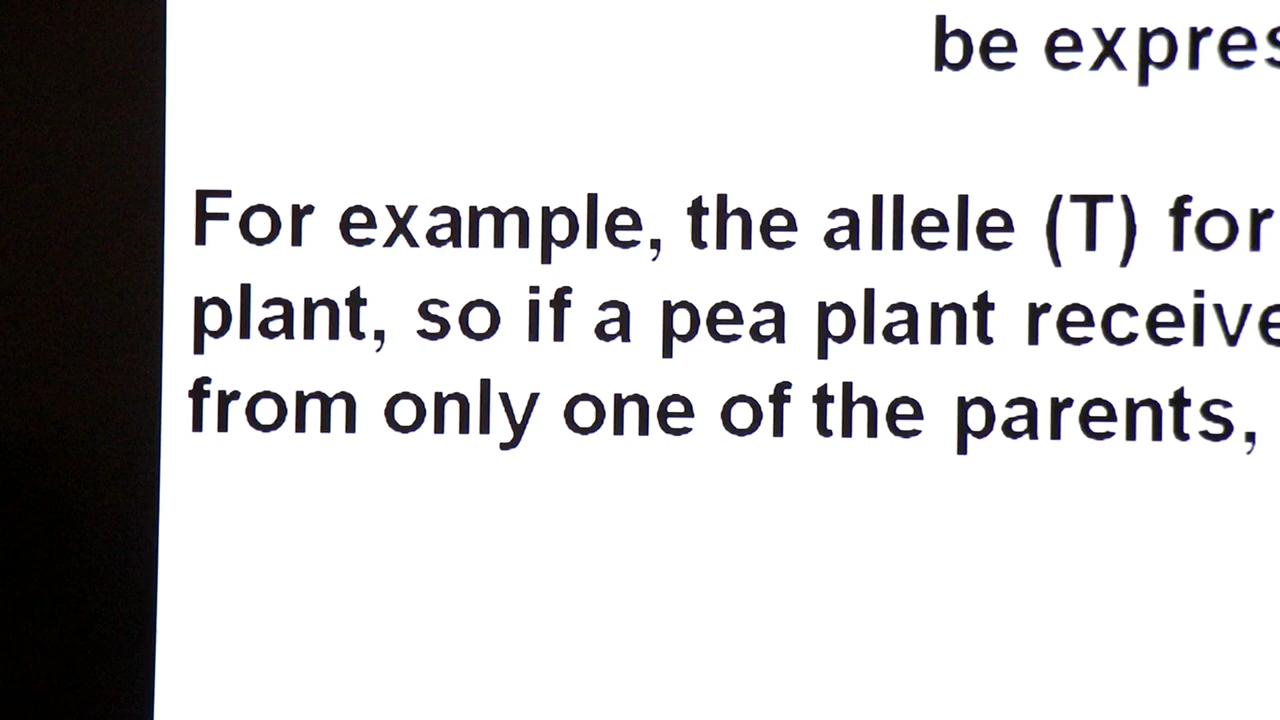 be expres
For example, the allele (T) for
plant, so if a pea plant receive
from only one of the parents,